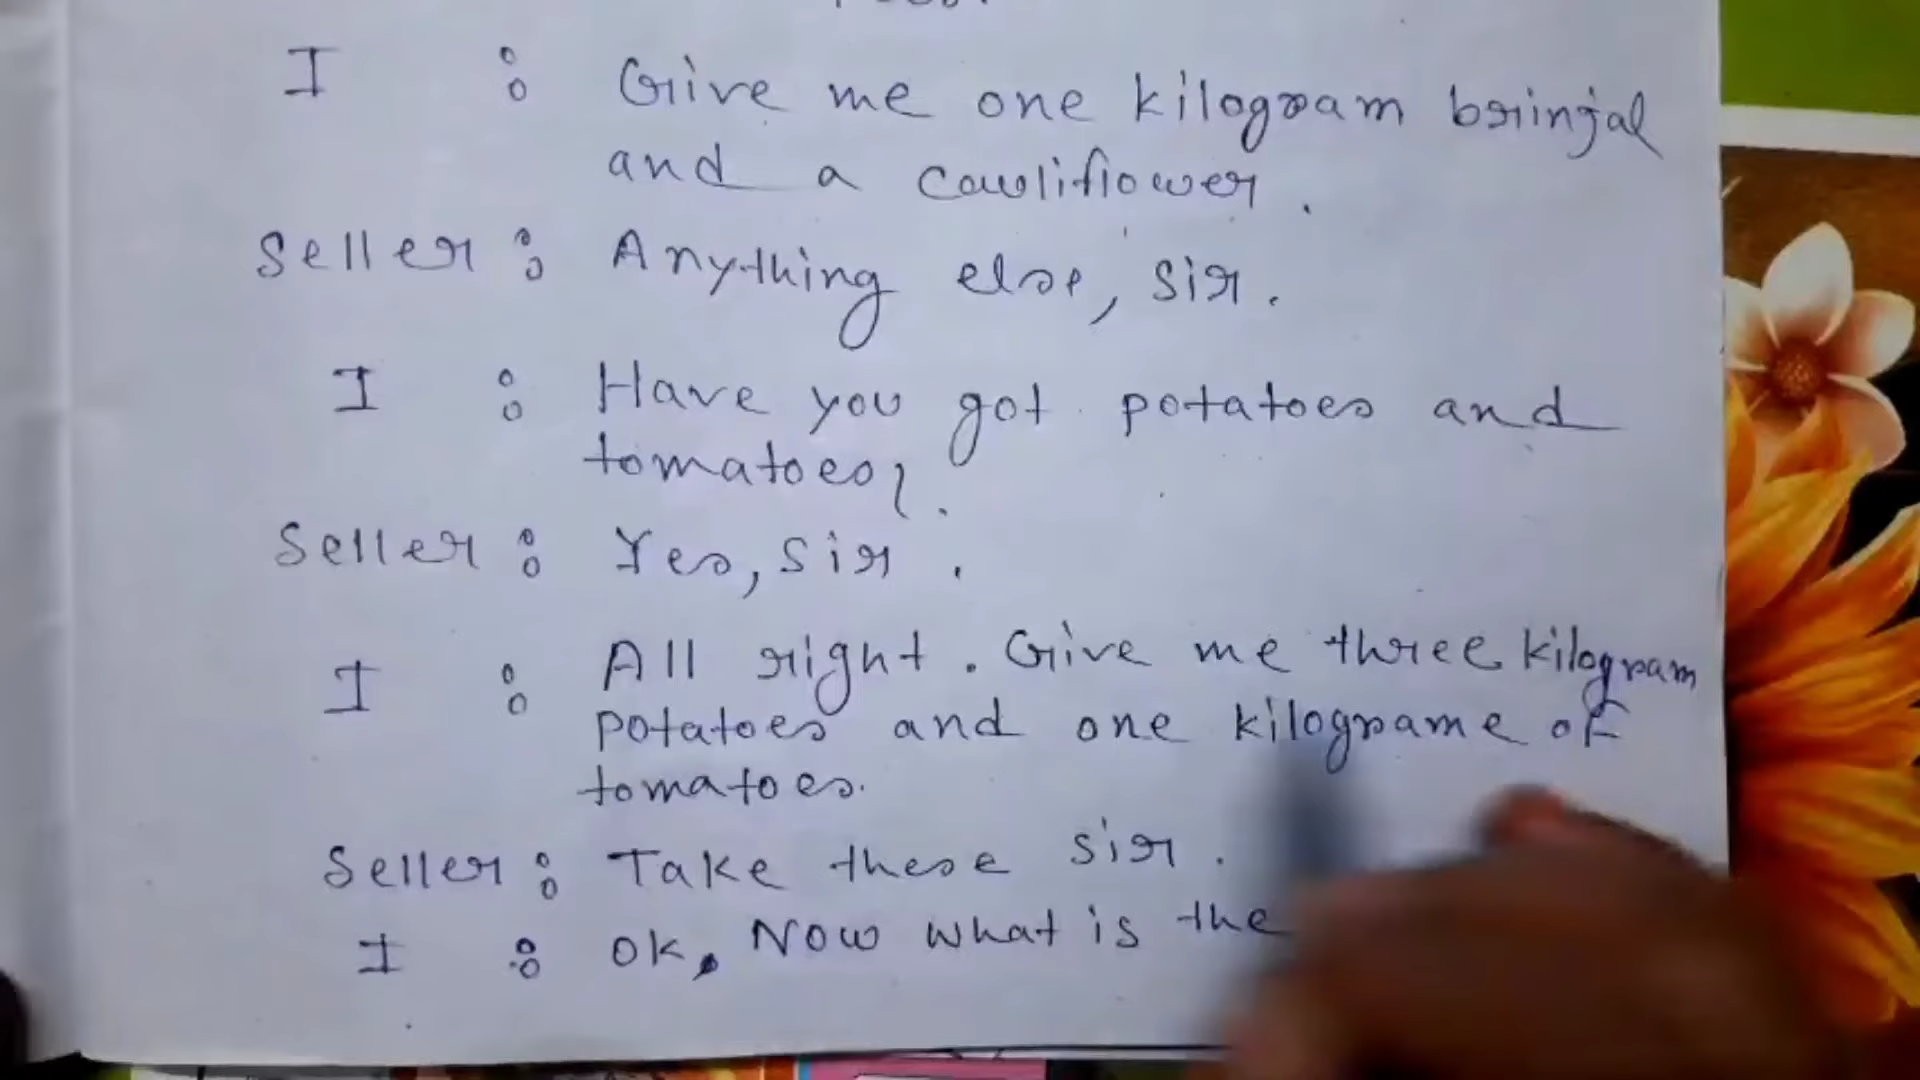 I : Give me one kilogram brinjal
and a cauliflower.
Seller : Anything else, sir.
I : Have you got potatoes and
tomatoes?
Seller : Yes, sir.
I : All right. Give me three kilogram
potatoes and one kilograme of
tomatoes.
Seller : Take these sir.
I : Ok, Now what is the